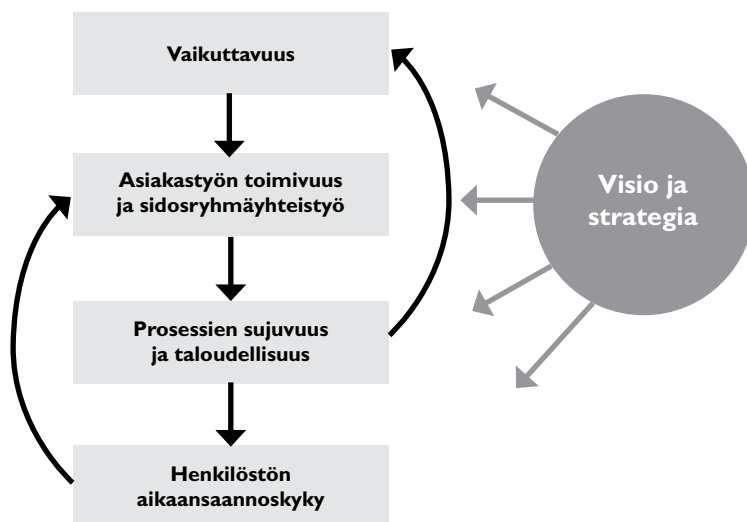 Vaikuttavuus
Asiakastyön toimivuus
ja sidosryhmäyhteistyö
Visio ja
strategia
Prosessien sujuvuus
ja taloudellisuus
Henkilöstön
aikaansaannoskyky